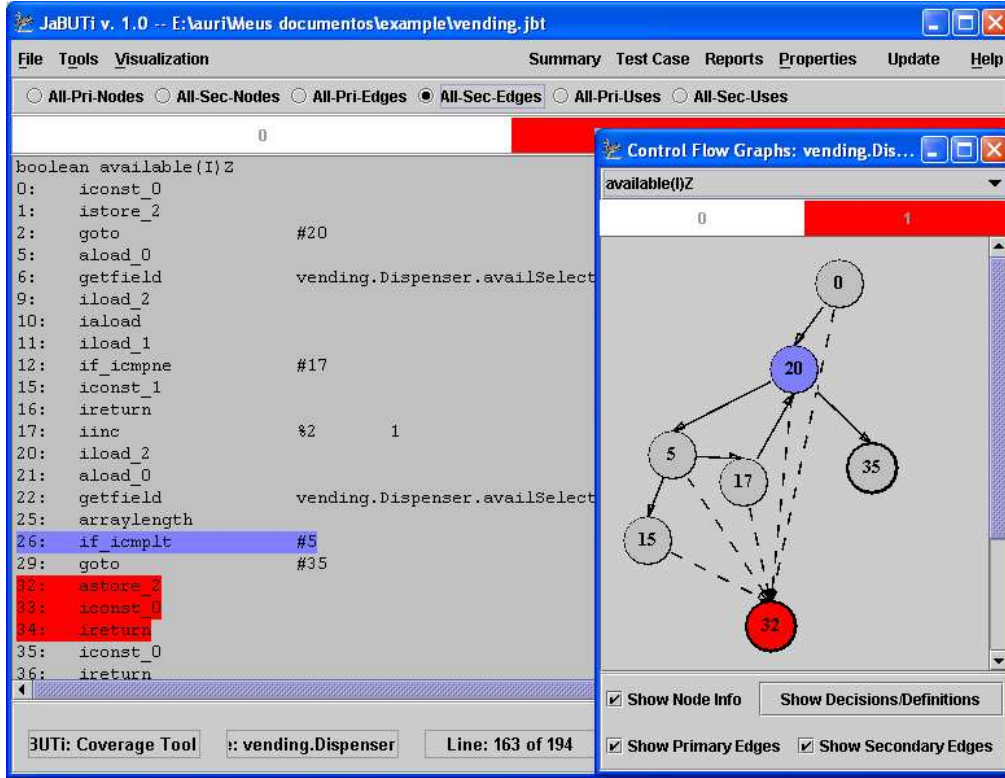 JaBUTi v. 1.0 -- E:\auri\Meus documentos\example\vending.jbt
File Tools Visualization Summary Test Case Reports Properties Update Help
All-Pri-Nodes All-Sec-Nodes All-Pri-Edges All-Sec-Edges All-Pri-Uses All-Sec-Uses
0
boolean available(I)Z
0: iconst_0
1: istore_2
2: goto #20
5: aload_0
6: getfield vending.Dispenser.availSelect
9: iload_2
10: iaload
11: iload_1
12: if_icmpne #17
15: iconst_1
16: ireturn
17: iinc %2 1
20: iload_2
21: aload_0
22: getfield vending.Dispenser.availSelect
25: arraylength
26: if_icmplt #5
29: goto #35
32: astore_2
33: iconst_0
34: ireturn
35: iconst_0
36: ireturn
BUTi: Coverage Tool
: vending.Dispenser
Line: 163 of 194
Control Flow Graphs: vending.Dis...
available(I)Z
0 1
0
20
5
17
35
15
32
Show Node Info
Show Decisions/Definitions
Show Primary Edges Show Secondary Edges